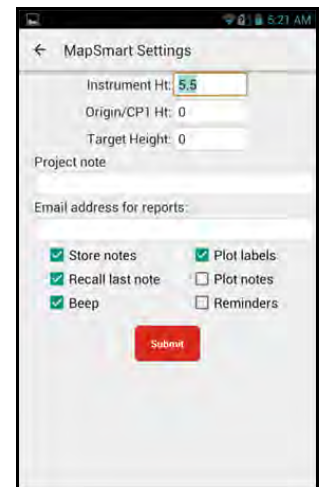 5:21 AM
← MapSmart Settings
Instrument Ht: 5.5
Origin/CP1 Ht: 0
Target Height: 0
Project note
Email address for reports:
Store notes Plot labels
Recall last note Plot notes
Beep Reminders
Submit